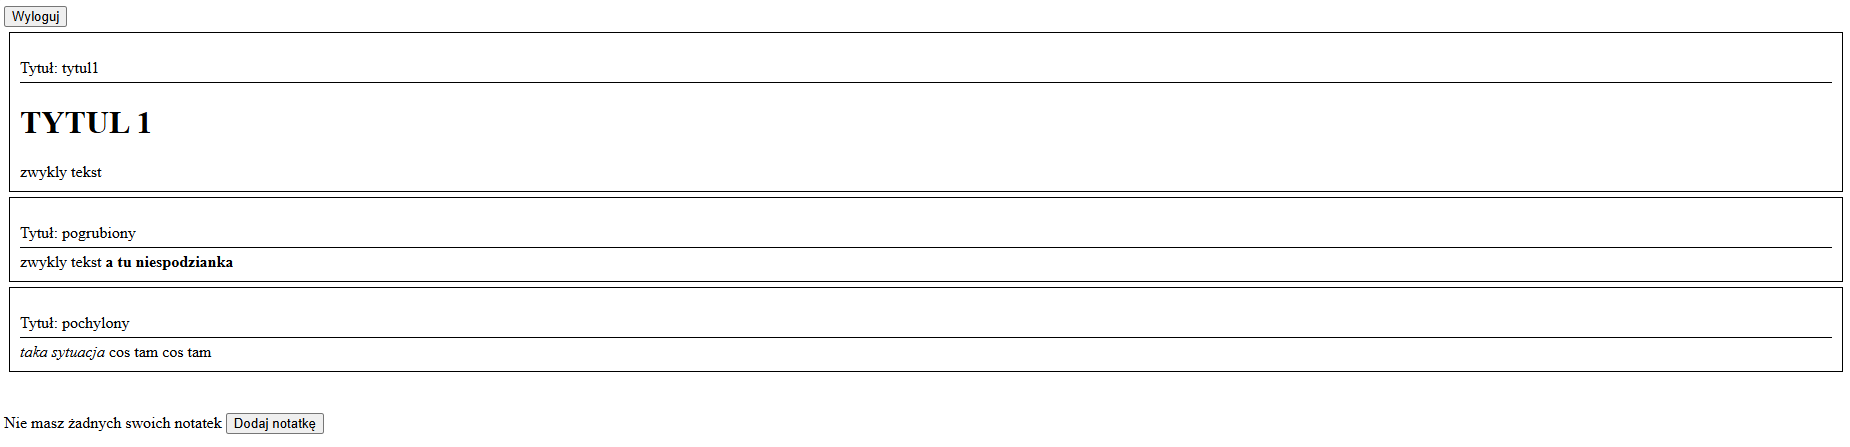 Wyloguj
Tytuł: tytul1
TYTUL 1
zwykly tekst
Tytuł: pogrubiony
zwykly tekst a tu niespodzianka
Tytuł: pochylony
taka sytuacja cos tam cos tam
Nie masz żadnych swoich notatek Dodaj notatkę